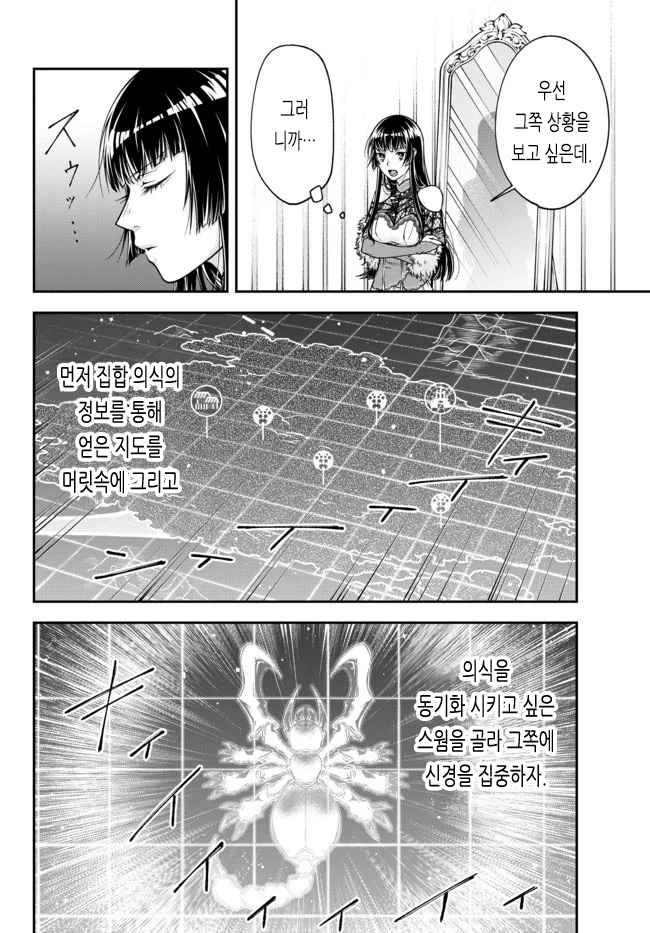 우선
그쪽 상황을
보고 싶은데.
그러
니까…
スゥッ…
먼저 집합 의식의
정보를 통해
얻은 지도를
머릿속에 그리고
キィィィィン
의식을
동기화 시키고 싶은
스웜을 골라 그쪽에
신경을 집중하자.
キィィィィン